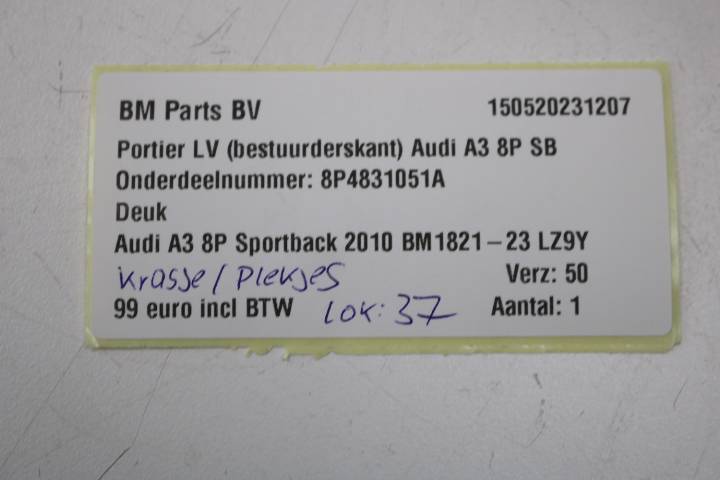 BM Parts BV 150520231207
Portier LV (bestuurderskant) Audi A3 8P SB
Onderdeelnummer: 8P4831051A
Deuk
Audi A3 8P Sportback 2010 BM1821-23 LZ9Y
krasje/plekjes Verz: 50
99 euro incl BTW lok: 37 Aantal: 1